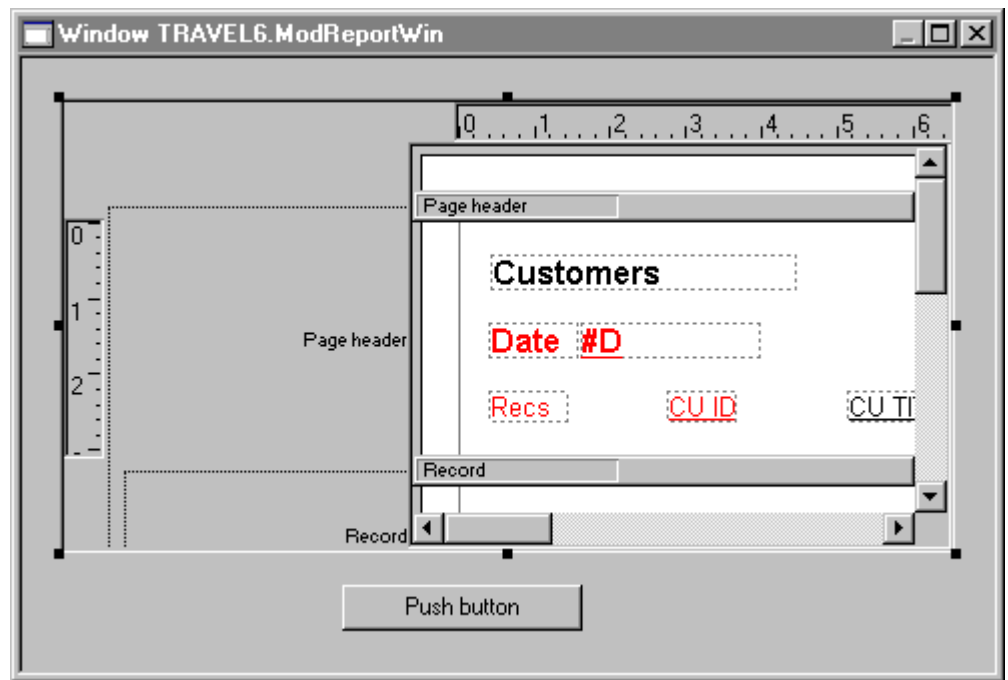 Window TRAVEL6.ModReportWin
0 1 2 3 4 5 6
Page header
0
Customers
1
Page header
Date #D
2
Recs CU ID
Record
Record
Push button